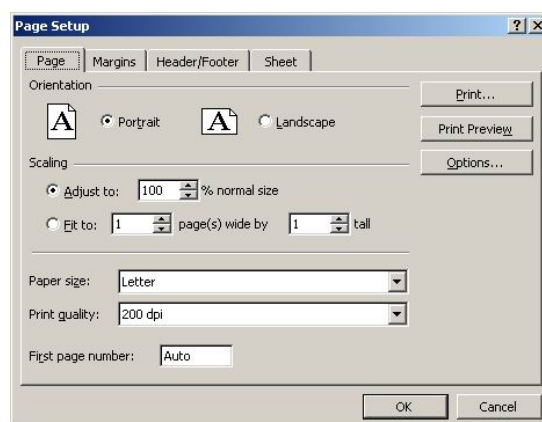 Page Setup
Page Margins Header/Footer Sheet
Orientation
Print...
A Portrait A Landscape
Print Preview
Scaling
Options...
Adjust to: 100 % normal size
Fit to: 1 page(s) wide by 1 tall
Paper size: Letter
Print quality: 200 dpi
First page number: Auto
OK Cancel